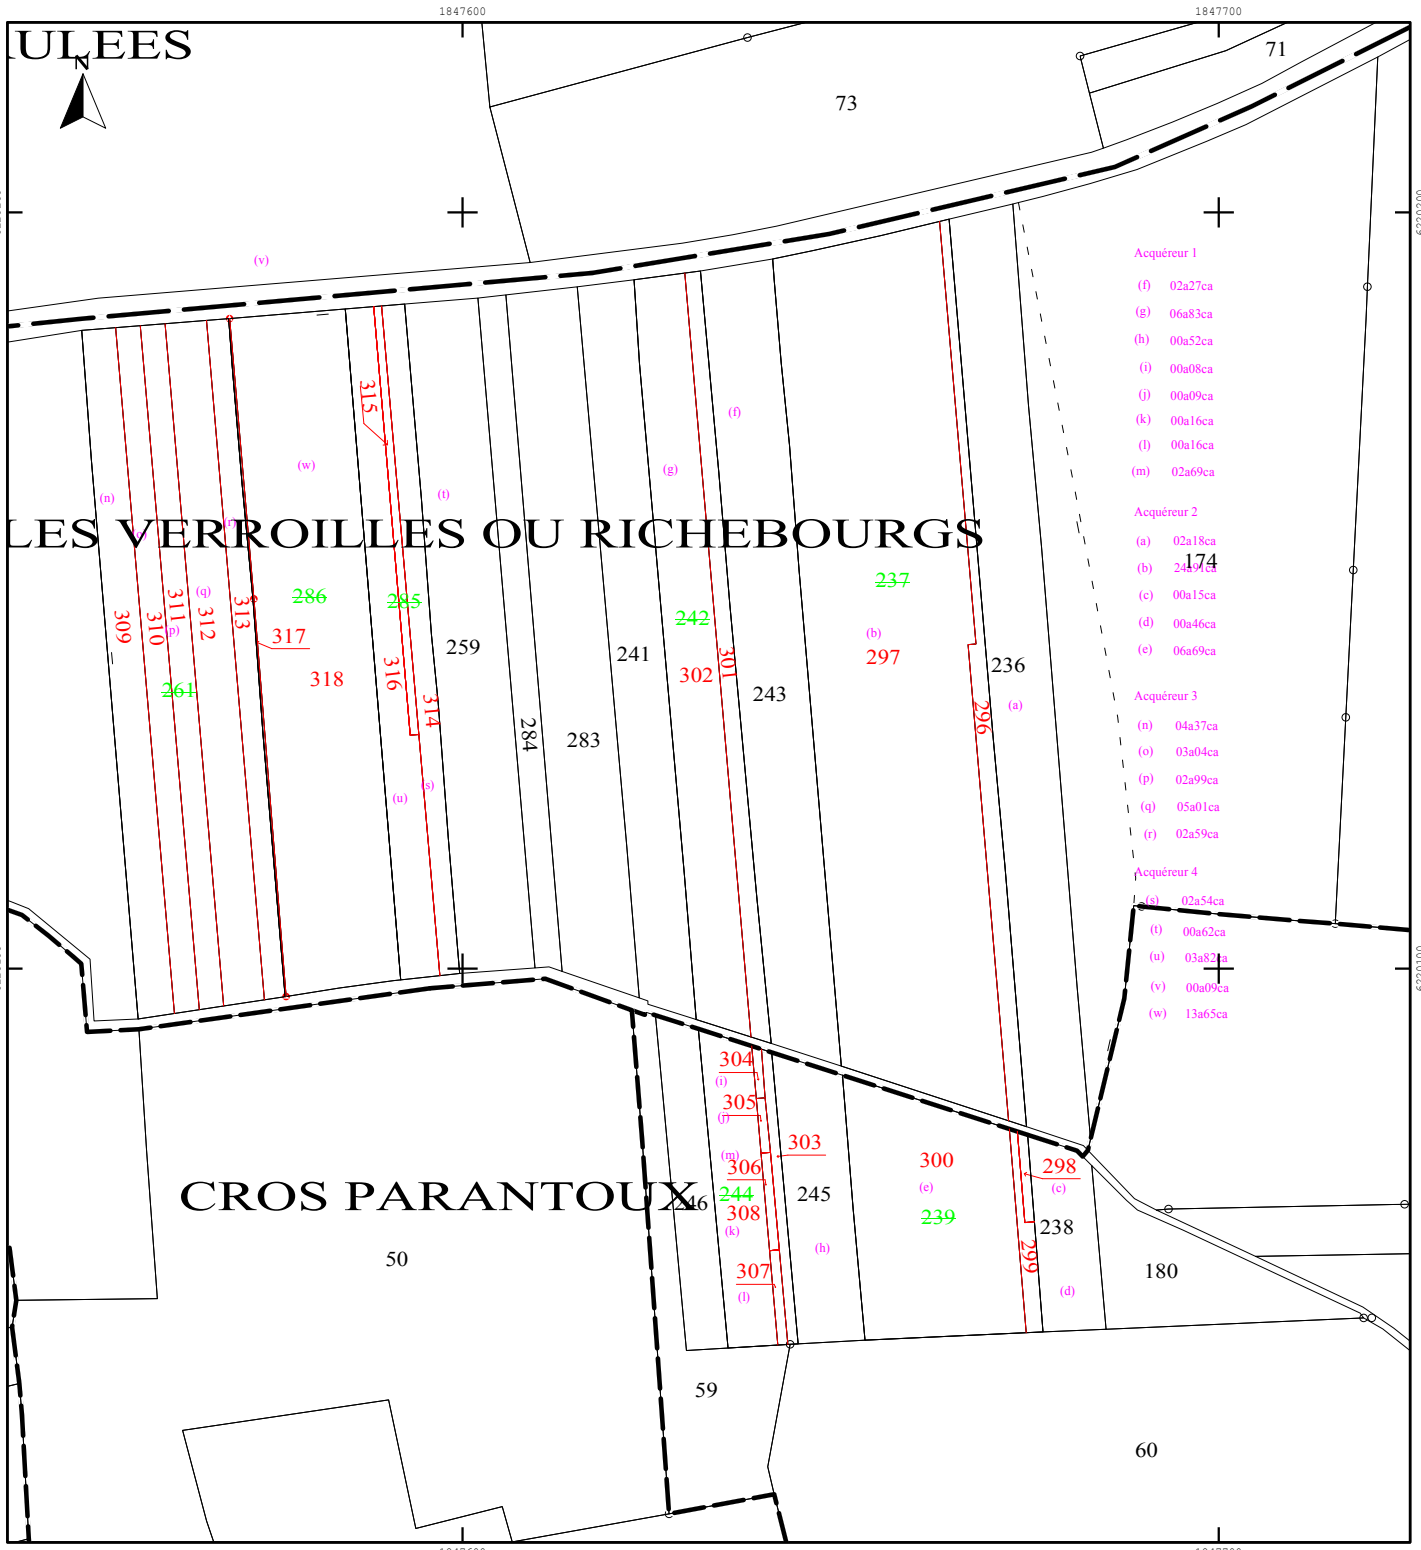 1847600
1847700
ULEES
N
71
73
(v)
Acquéreur 1
(f) 02a27ca
(g) 06a83ca
(h) 00a52ca
(i) 00a08ca
(j) 00a09ca
(k) 00a16ca
(l) 00a16ca
(m) 02a69ca
Acquéreur 2
(a) 02a18ca
(b) 24a91ca
(c) 00a15ca
(d) 00a46ca
(e) 06a69ca
Acquéreur 3
(n) 04a37ca
(o) 03a04ca
(p) 02a99ca
(q) 05a01ca
(r) 02a59ca
Acquéreur 4
(s) 02a54ca
(t) 00a62ca
(u) 03a82ca
(v) 00a09ca
(w) 13a65ca
174
315
(f)
(w)
(g)
(t)
(n)
(r)
(o)
LES VERROILLES OU RICHEBOURGS
(q)
286
285
237
242
309
310
311
312
313
(p)
317
(b)
297
259
241
301
236
261
318
316
302
243
314
296
(a)
284
283
(s)
(u)
6220100
304
(i)
305
(j)
303
(m)
306
300
298
(e)
(c)
CROS PARANTOUX
244
246
245
308
239
238
(k)
(h)
299
50
307
180
(l)
(d)
59
60